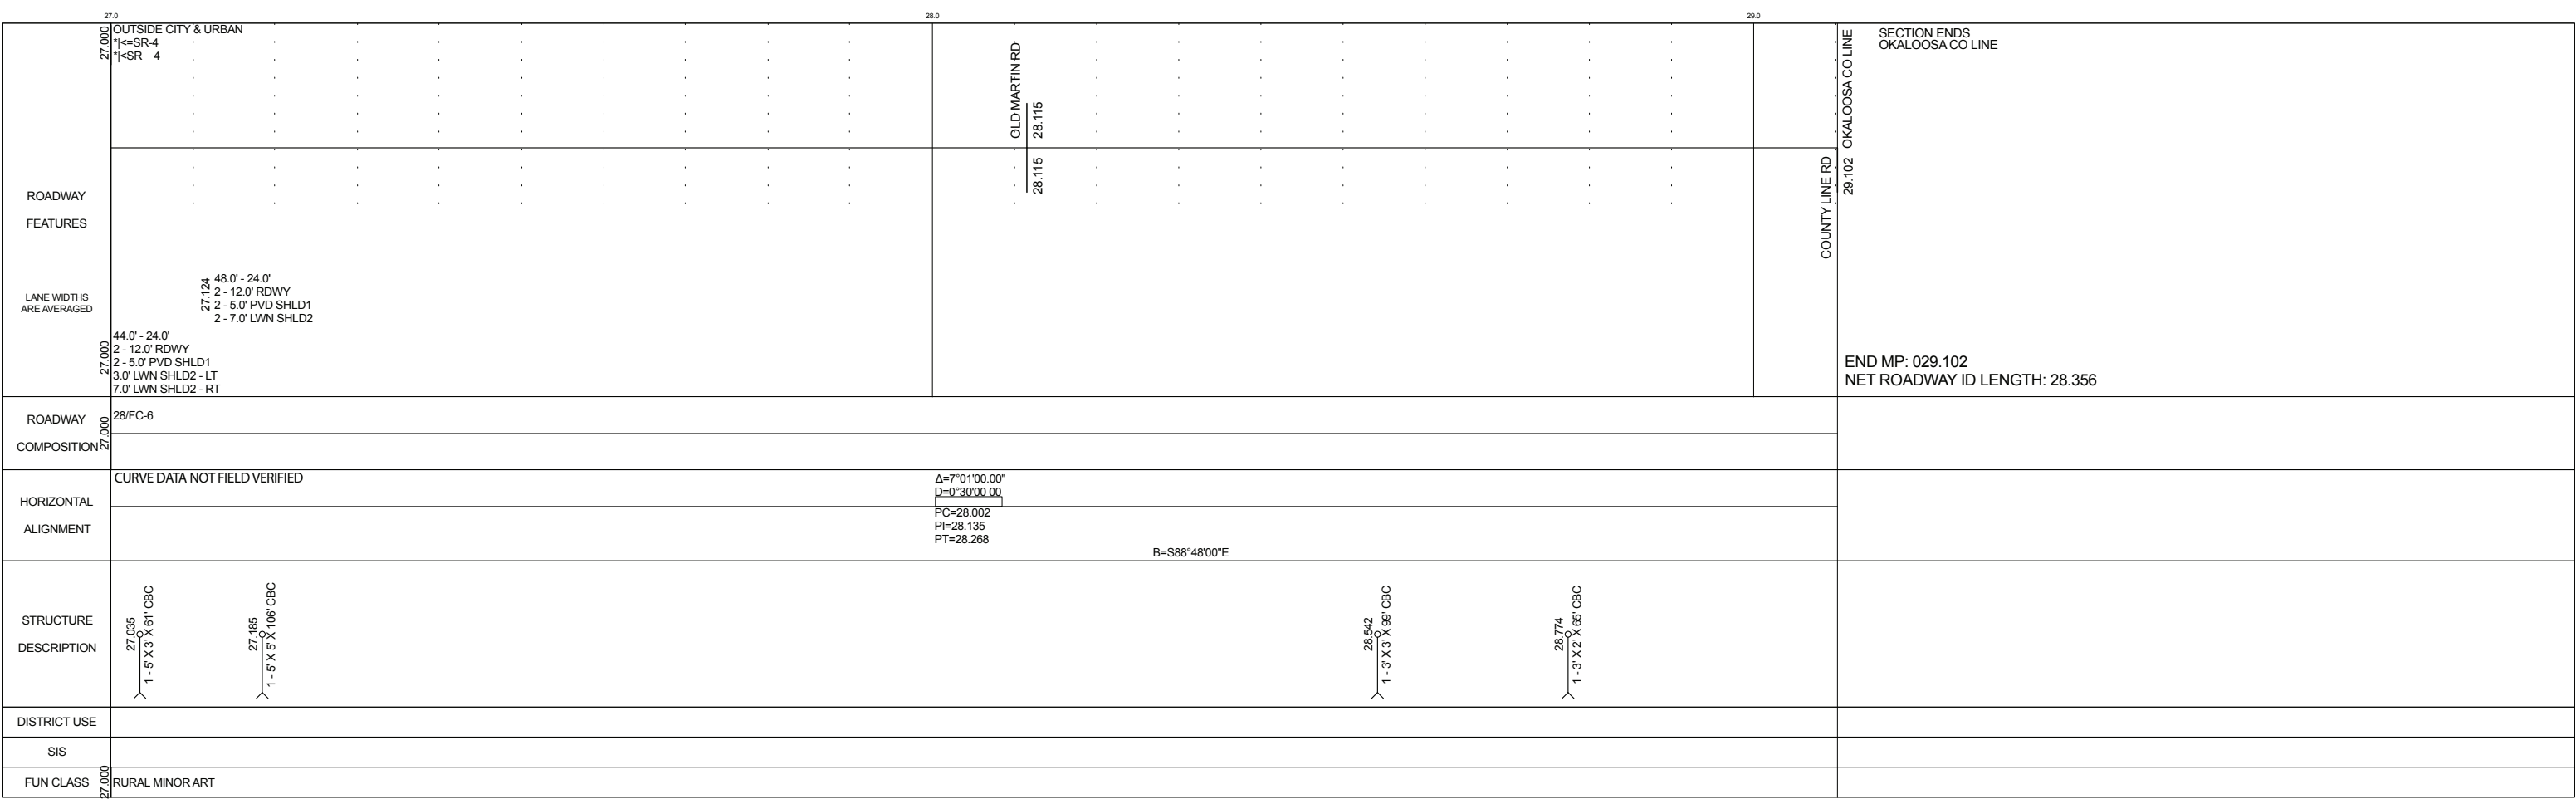 27.0
28.0
29.0
27.000
OUTSIDE CITY & URBAN
*|<=SR-4
*|<SR 4
OLD MARTIN RD
28.115
28.115
COUNTY LINE RD
29.102 OKALOOSA CO LINE
SECTION ENDS
OKALOOSA CO LINE
ROADWAY
FEATURES
LANE WIDTHS
ARE AVERAGED
27.124
48.0' - 24.0'
2 - 12.0' RDWY
2 - 5.0' PVD SHLD1
2 - 7.0' LWN SHLD2
27.000
44.0' - 24.0'
2 - 12.0' RDWY
2 - 5.0' PVD SHLD1
3.0' LWN SHLD2 - LT
7.0' LWN SHLD2 - RT
END MP: 029.102
NET ROADWAY ID LENGTH: 28.356
ROADWAY
COMPOSITION
27.000
28/FC-6
HORIZONTAL
ALIGNMENT
CURVE DATA NOT FIELD VERIFIED
Δ=7°01'00.00"
D=0°30'00.00
PC=28.002
PI=28.135
PT=28.268
B=S88°48'00"E
STRUCTURE
DESCRIPTION
27.035
1 - 5' X 3' X 61' CBC
27.185
1 - 5' X 5' X 106' CBC
28.542
1 - 3' X 3' X 99' CBC
28.774
1 - 3' X 2' X 65' CBC
DISTRICT USE
SIS
FUN CLASS
27.000
RURAL MINOR ART